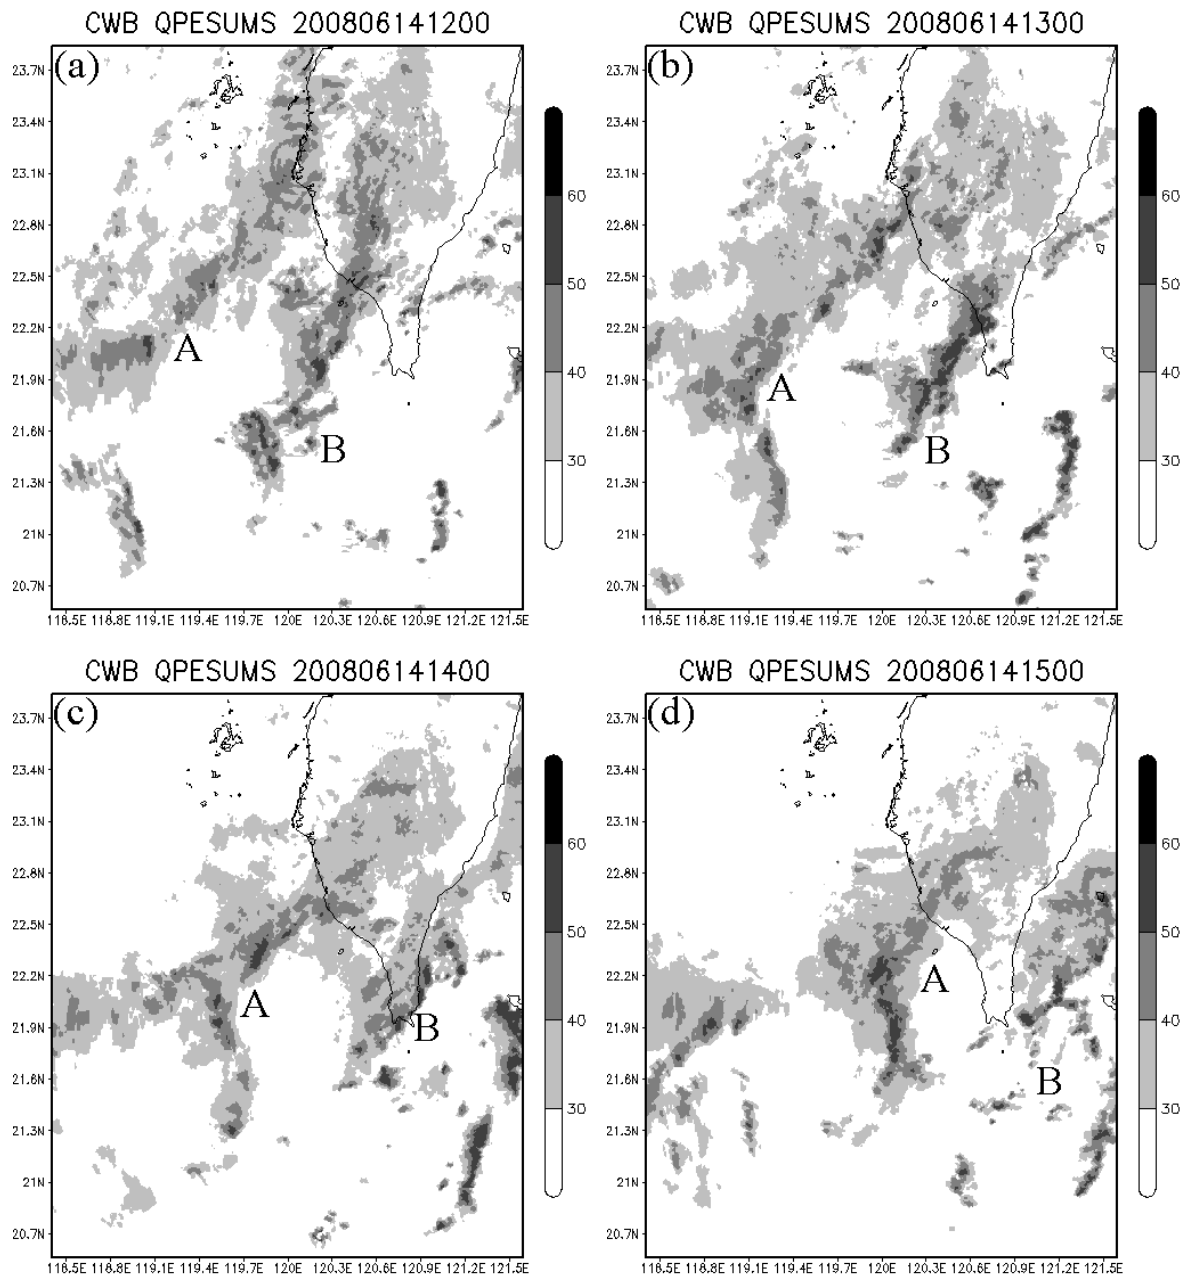 CWB QPESUMS 200806141200
(a)
23.7N
23.4N
23.1N
22.8N
22.5N
22.2N
21.9N
21.6N
21.3N
21N
20.7N
A
B
118.5E 118.8E 119.1E 119.4E 119.7E 120E 120.3E 120.6E 120.9E 121.2E 121.5E
60
50
40
30
CWB QPESUMS 200806141300
(b)
23.7N
23.4N
23.1N
22.8N
22.5N
22.2N
21.9N
21.6N
21.3N
21N
20.7N
A
B
118.5E 118.8E 119.1E 119.4E 119.7E 120E 120.3E 120.6E 120.9E 121.2E 121.5E
60
50
40
30
CWB QPESUMS 200806141400
(c)
23.7N
23.4N
23.1N
22.8N
22.5N
22.2N
21.9N
21.6N
21.3N
21N
20.7N
A
B
118.5E 118.8E 119.1E 119.4E 119.7E 120E 120.3E 120.6E 120.9E 121.2E 121.5E
60
50
40
30
CWB QPESUMS 200806141500
(d)
23.7N
23.4N
23.1N
22.8N
22.5N
22.2N
21.9N
21.6N
21.3N
21N
20.7N
A
B
118.5E 118.8E 119.1E 119.4E 119.7E 120E 120.3E 120.6E 120.9E 121.2E 121.5E
60
50
40
30